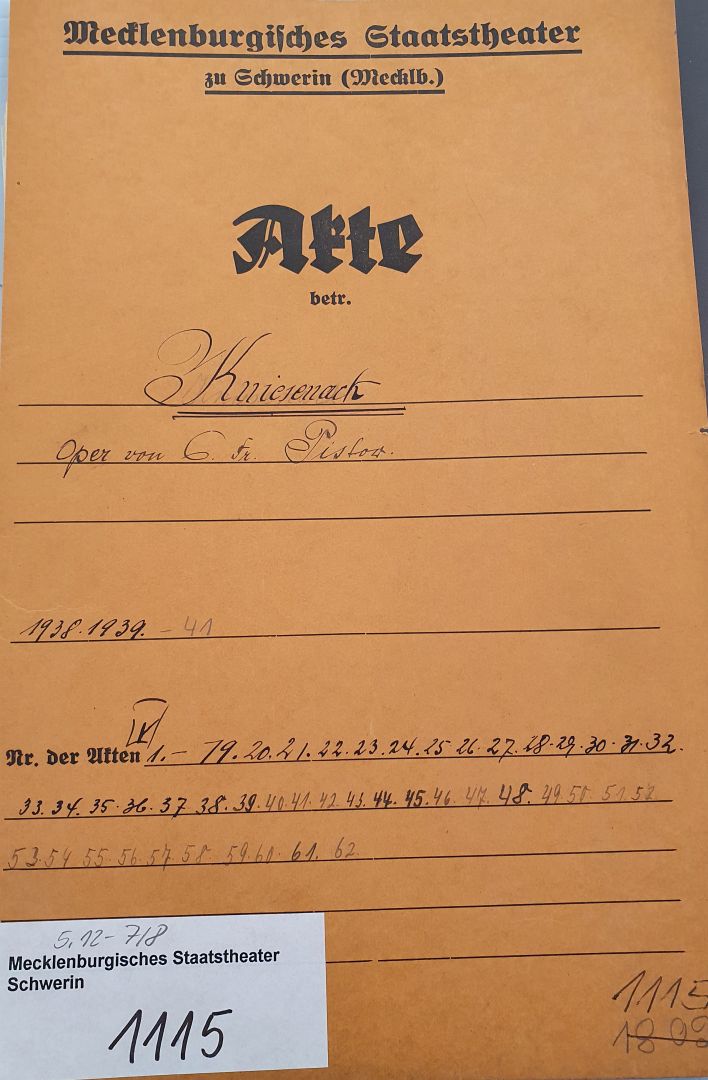 Mecklenburgisches Staatstheater
zu Schwerin (Mecklb.)
Akte
betr.
Kniesenack
Oper von C. Fr. Pistow.
1938. 1939. - 41
Nr. der Akten 1. - 19. 20. 21. 22. 23. 24. 25. 26. 27. 28. 29. 30. 31. 32.
33. 34. 35. 36. 37. 38. 39. 40. 41. 42. 43. 44. 45. 46. 47. 48. 49. 50. 51. 52
53. 54 55. 56. 57. 58 59. 60. 61. 62.
5.12-7/8
Mecklenburgisches Staatstheater
Schwerin
1115
1115